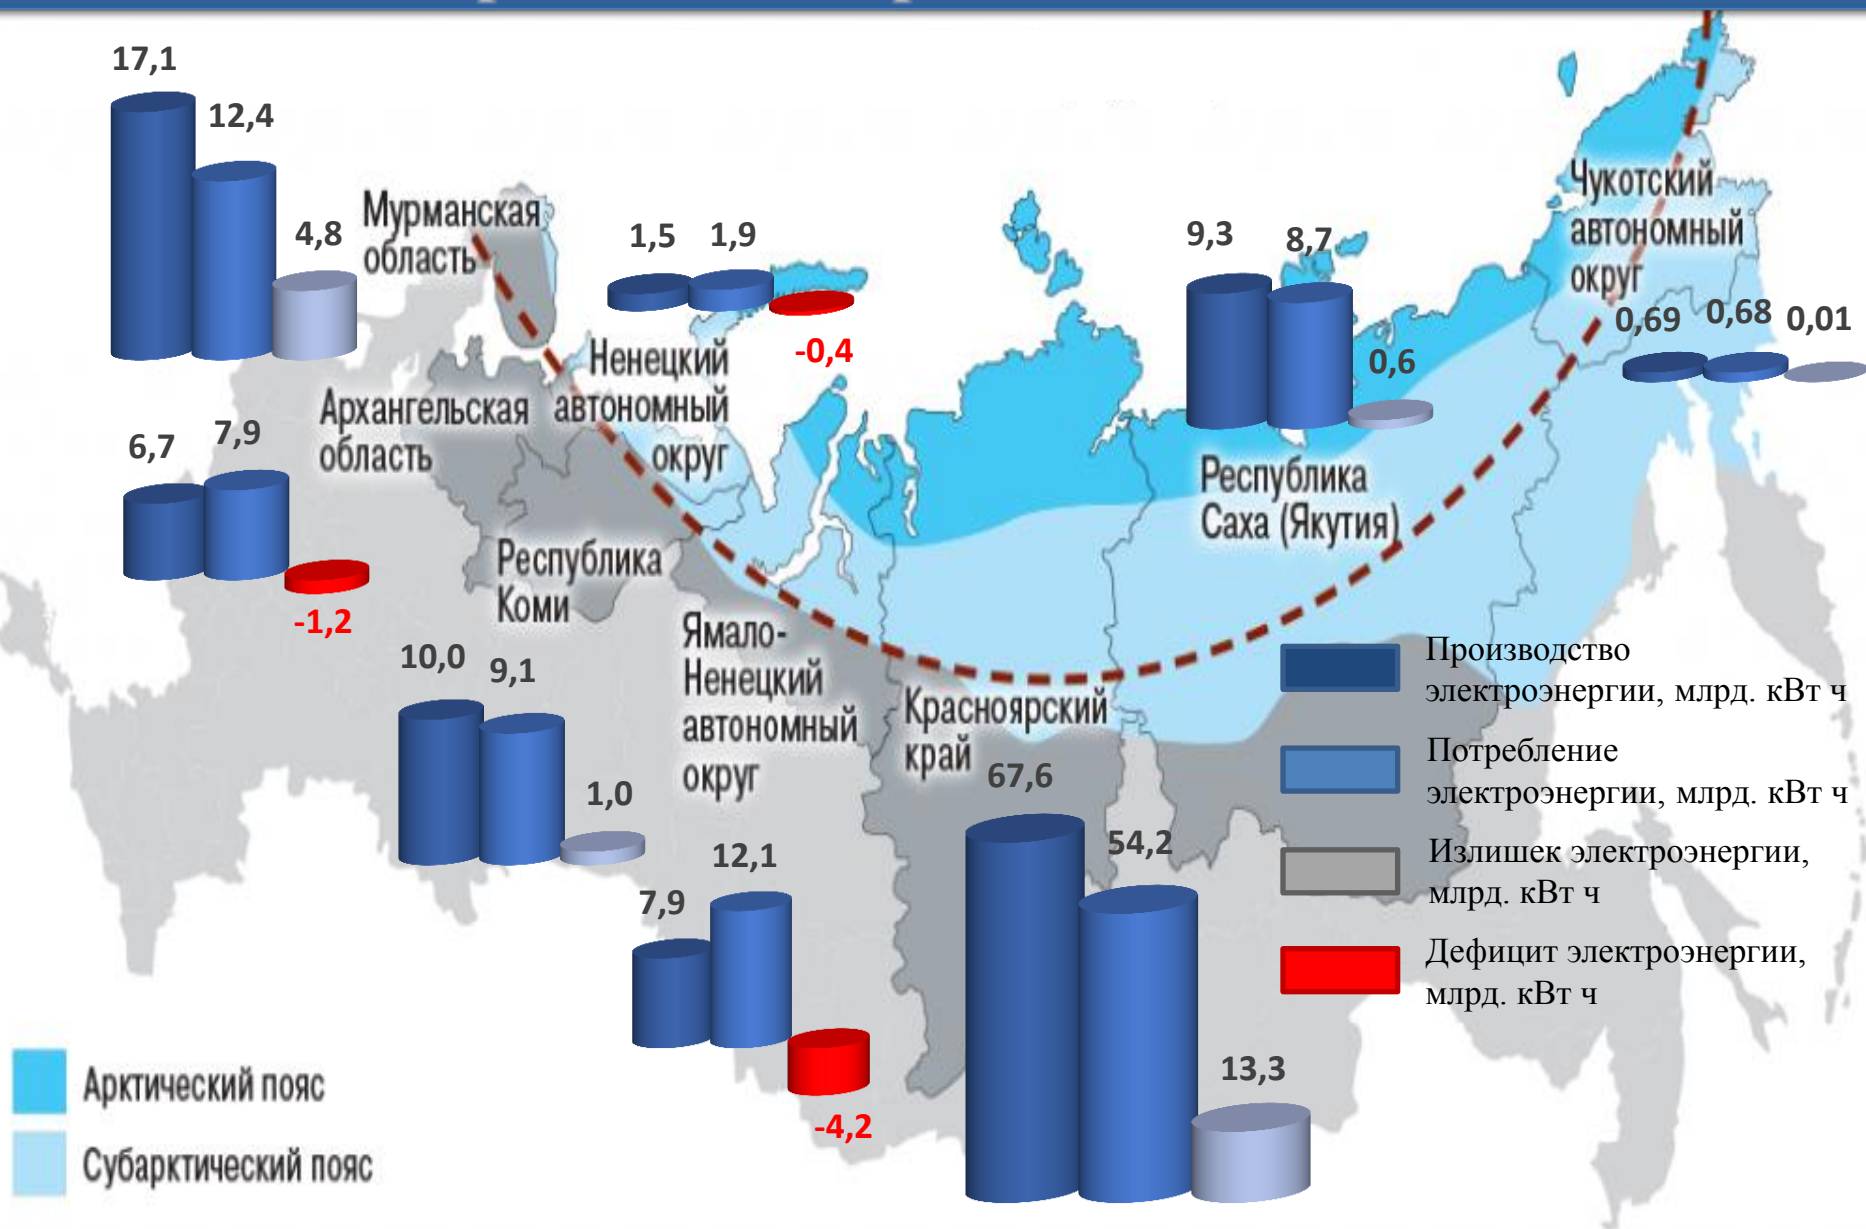 17,1
12,4
4,8
Мурманская
область
1,5
1,9
-0,4
9,3
8,7
0,6
Чукотский
автономный
округ
0,69
0,68
0,01
Ненецкий
автономный
округ
Архангельская
область
6,7
7,9
-1,2
Республика
Саха (Якутия)
Республика
Коми
10,0
9,1
1,0
Ямало-
Ненецкий
автономный
округ
7,9
12,1
-4,2
Красноярский
край
67,6
54,2
13,3
Производство
электроэнергии, млрд. кВт ч
Потребление
электроэнергии, млрд. кВт ч
Излишек электроэнергии,
млрд. кВт ч
Дефицит электроэнергии,
млрд. кВт ч
Арктический пояс
Субарктический пояс